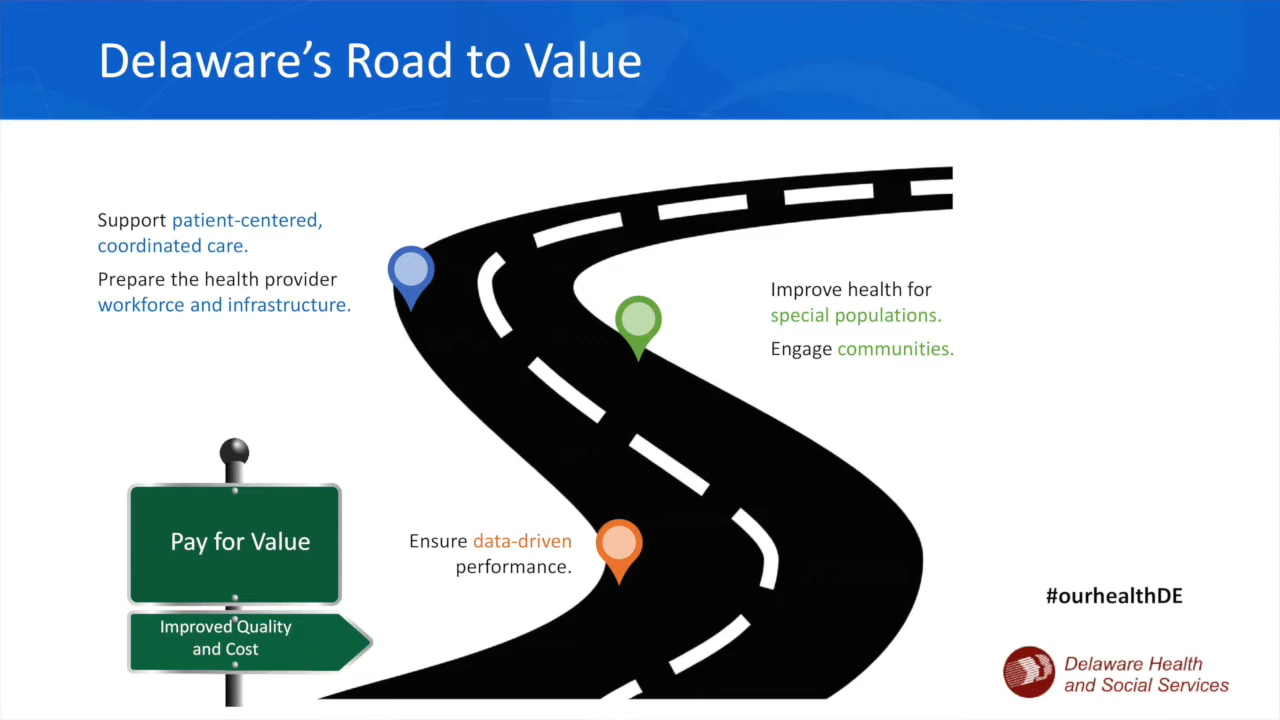 Delaware’s Road to Value
Support patient-centered,
coordinated care.
Prepare the health provider
workforce and infrastructure.
Improve health for
special populations.
Engage communities.
Pay for Value
Improved Quality
and Cost
Ensure data-driven
performance.
#ourhealthDE
Delaware Health
and Social Services